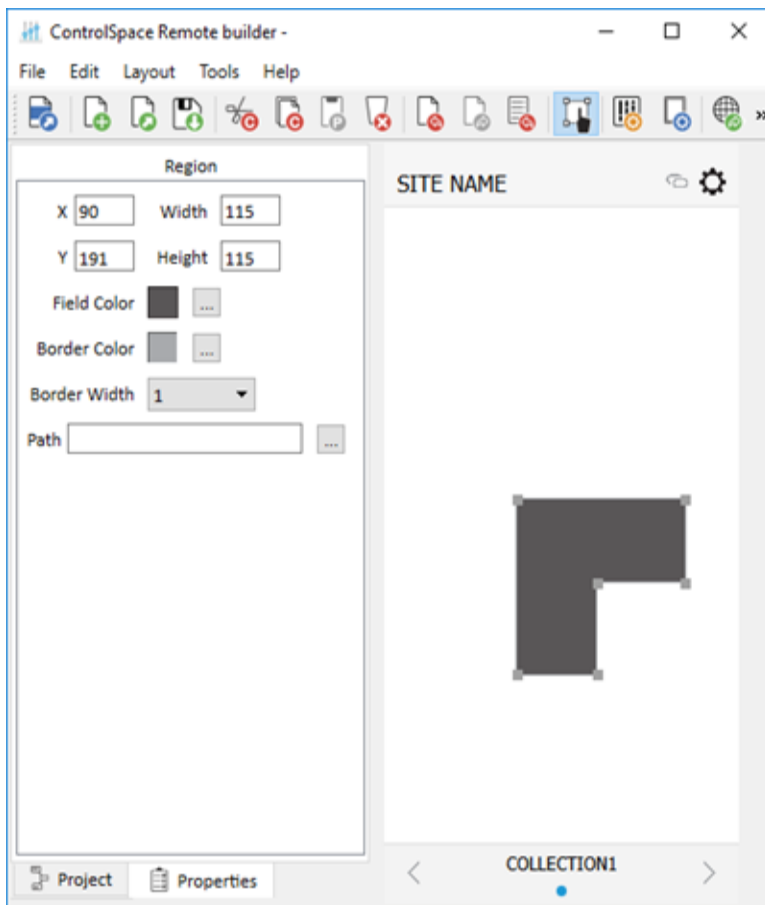 ControlSpace Remote builder -
File Edit Layout Tools Help
Region
X 90 Width 115
Y 191 Height 115
Field Color ...
Border Color ...
Border Width 1
Path ...
SITE NAME
COLLECTION1
Project Properties